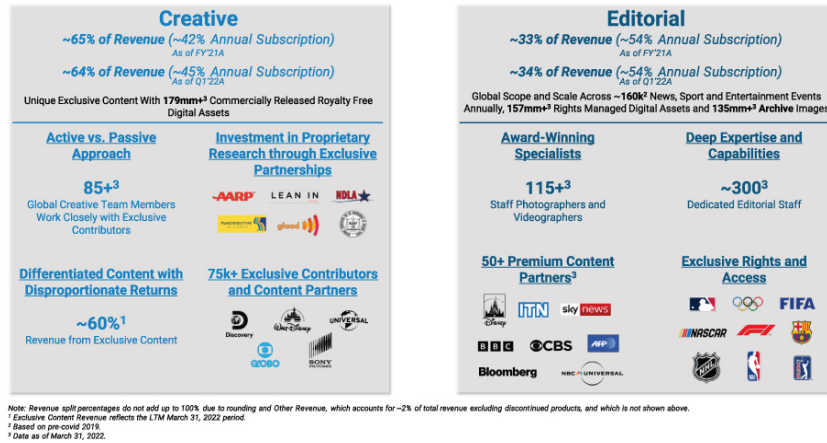 Creative
~65% of Revenue (~42% Annual Subscription)
As of FY'21A
~64% of Revenue (~45% Annual Subscription)
As of Q1'22A
Unique Exclusive Content With 179mm+³ Commercially Released Royalty Free
Digital Assets
Active vs. Passive
Approach
85+³
Global Creative Team Members
Work Closely with Exclusive
Contributors
Investment in Proprietary
Research through Exclusive
Partnerships
AARP
LEAN IN
NDLA
glaad
Differentiated Content with
Disproportionate Returns
~60%¹
Revenue from Exclusive Content
75k+ Exclusive Contributors
and Content Partners
Discovery
WALT DISNEY
UNIVERSAL
GLOBO
SONY
PICTURES
Editorial
~33% of Revenue (~54% Annual Subscription)
As of FY'21A
~34% of Revenue (~54% Annual Subscription)
As of Q1'22A
Global Scope and Scale Across ~160k² News, Sport and Entertainment Events
Annually, 157mm+³ Rights Managed Digital Assets and 135mm+³ Archive Images
Award-Winning
Specialists
115+³
Staff Photographers and
Videographers
Deep Expertise and
Capabilities
~300³
Dedicated Editorial Staff
50+ Premium Content
Partners³
Disney
ITN
sky news
BBC
CBS
AFP
Bloomberg
NBC UNIVERSAL
Exclusive Rights and
Access
FIFA
NASCAR
F1
NHL
NBA
PGA TOUR
Note: Revenue split percentages do not add up to 100% due to rounding and Other Revenue, which accounts for ~2% of total revenue excluding discontinued products, and which is not shown above.
¹ Exclusive Content Revenue reflects the LTM March 31, 2022 period.
² Based on pre-covid 2019.
³ Data as of March 31, 2022.